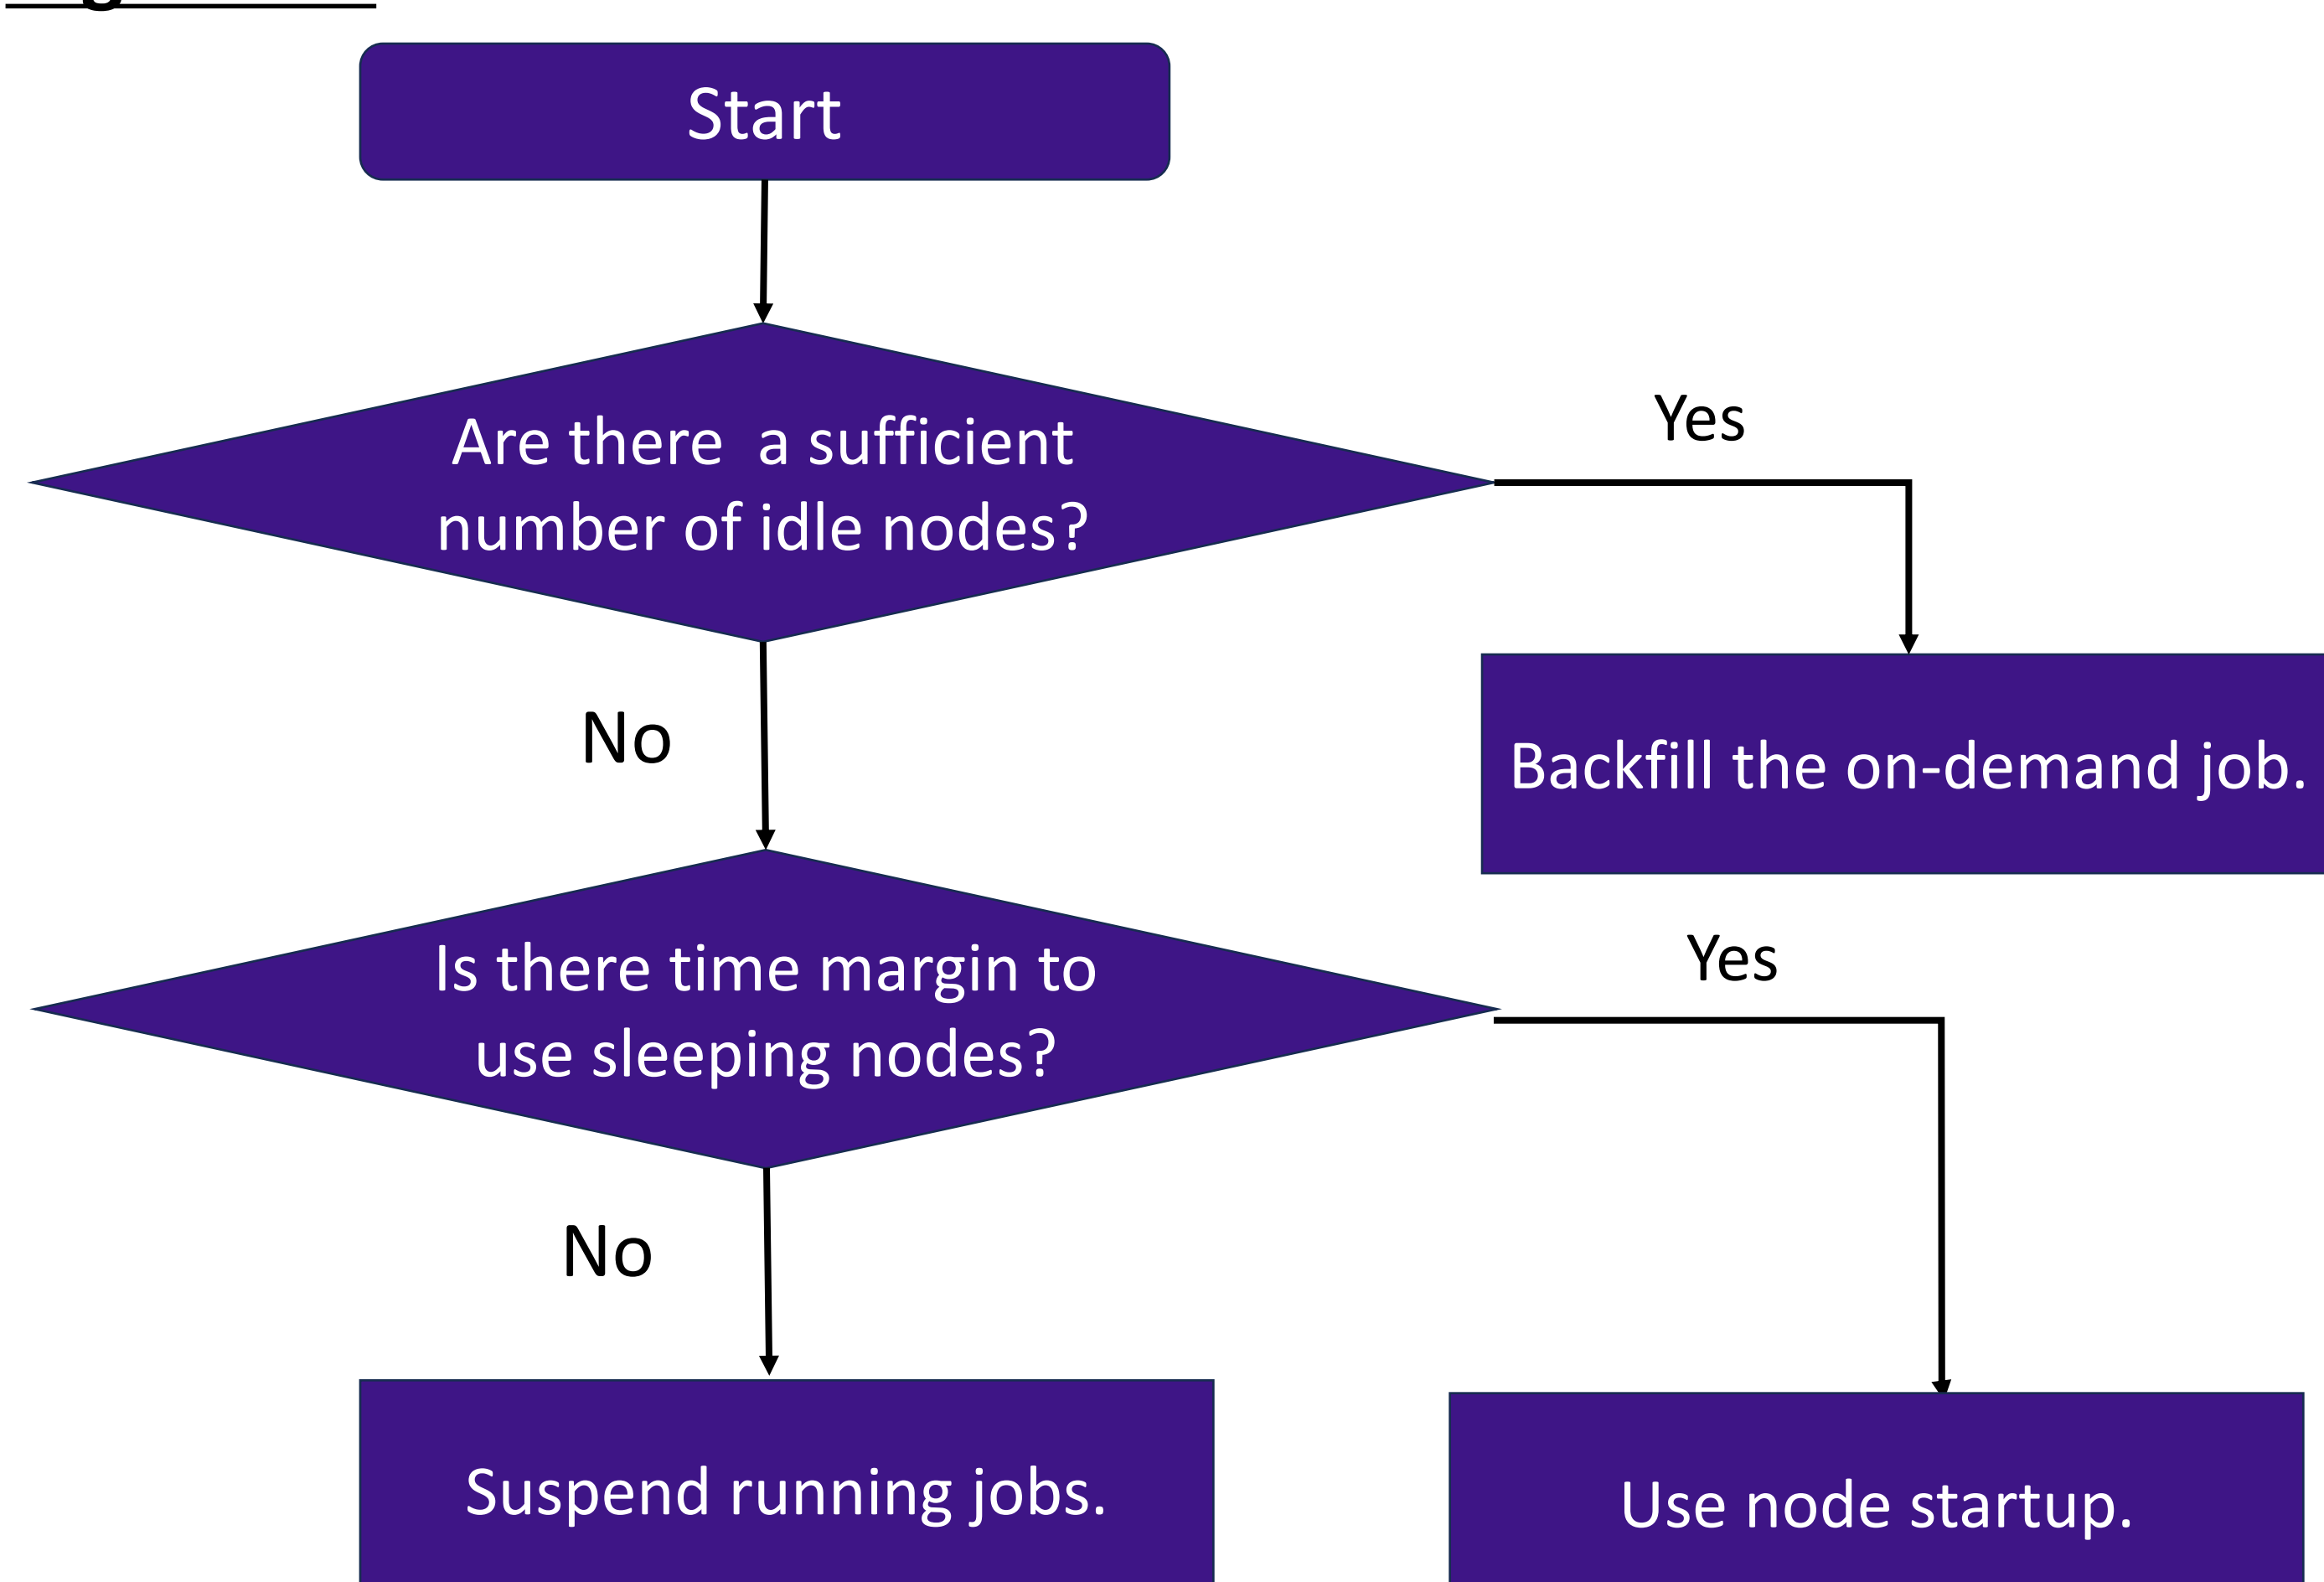 Start
Are there a sufficient
number of idle nodes?
Yes
No
Backfill the on-demand job.
Is there time margin to
use sleeping nodes?
Yes
No
Suspend running jobs.
Use node startup.